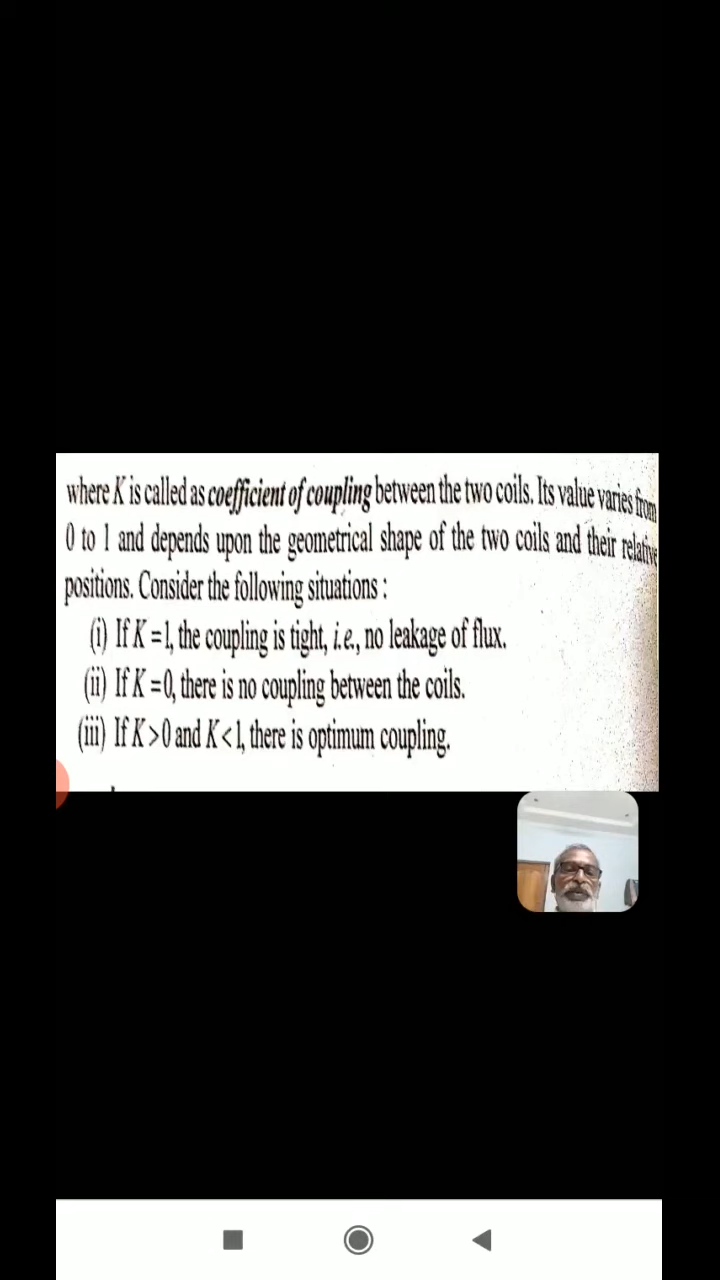 where K is called as coefficient of coupling between the two coils. Its value varies from
0 to 1 and depends upon the geometrical shape of the two coils and their relative
positions. Consider the following situations :
(i) If K =1, the coupling is tight, i.e., no leakage of flux.
(ii) If K =0, there is no coupling between the coils.
(iii) If K >0 and K <1, there is optimum coupling.